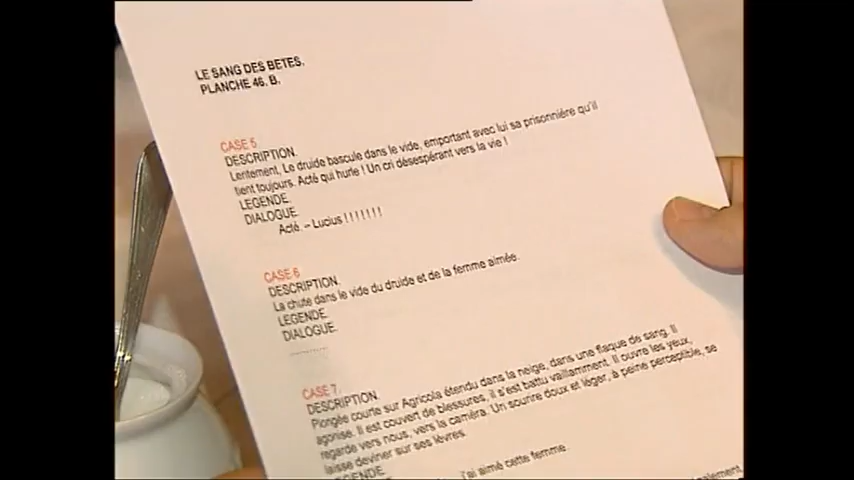 LE SANG DES BETES.
PLANCHE 46. B.
CASE 5.
DESCRIPTION.
Lentement, Le druide bascule dans le vide, emportant avec lui sa prisonnière qu'il
tient toujours. Acté qui hurle ! Un cri désespérant vers la vie !
LEGENDE.
DIALOGUE.
Acté. – Lucius ! ! ! ! ! ! !
CASE 6
DESCRIPTION.
La chute dans le vide du druide et de la femme aimée.
LEGENDE.
DIALOGUE.
............
CASE 7.
DESCRIPTION.
Plongée courte sur Agricola étendu dans la neige, dans une flaque de sang. Il
agonise. Il est couvert de blessures, il s'est battu vaillamment. Il ouvre les yeux,
regarde vers nous, vers la caméra. Un sourire doux et léger, à peine perceptible, se
laisse deviner sur ses lèvres.
LEGENDE
j'ai aimé cette femme.